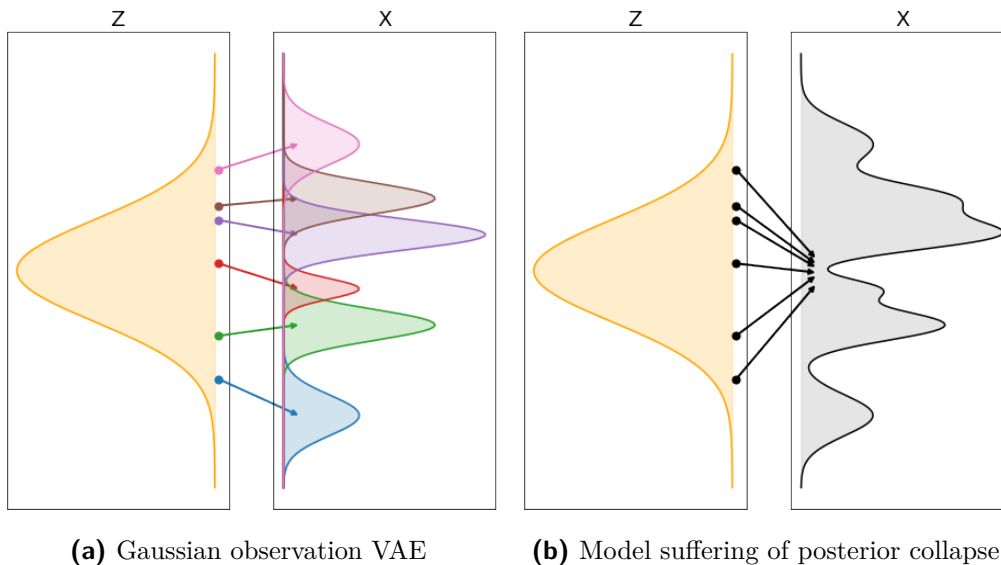 Z X Z X
(a) Gaussian observation VAE (b) Model suffering of posterior collapse